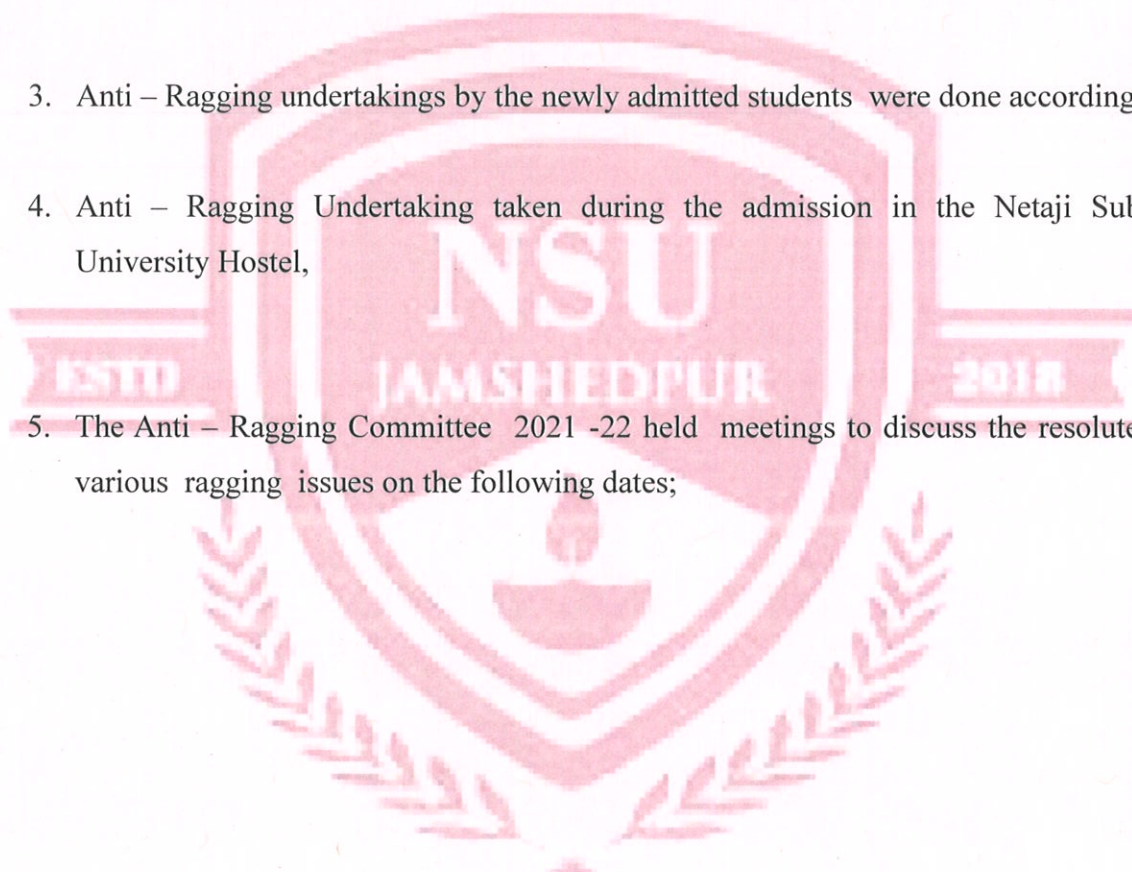 3. Anti – Ragging undertakings by the newly admitted students were done according
4. Anti – Ragging Undertaking taken during the admission in the Netaji Sub
University Hostel,
NSU
JAMSHEDPUR
ESTD
2018
5. The Anti – Ragging Committee 2021 -22 held meetings to discuss the resolute
various ragging issues on the following dates;